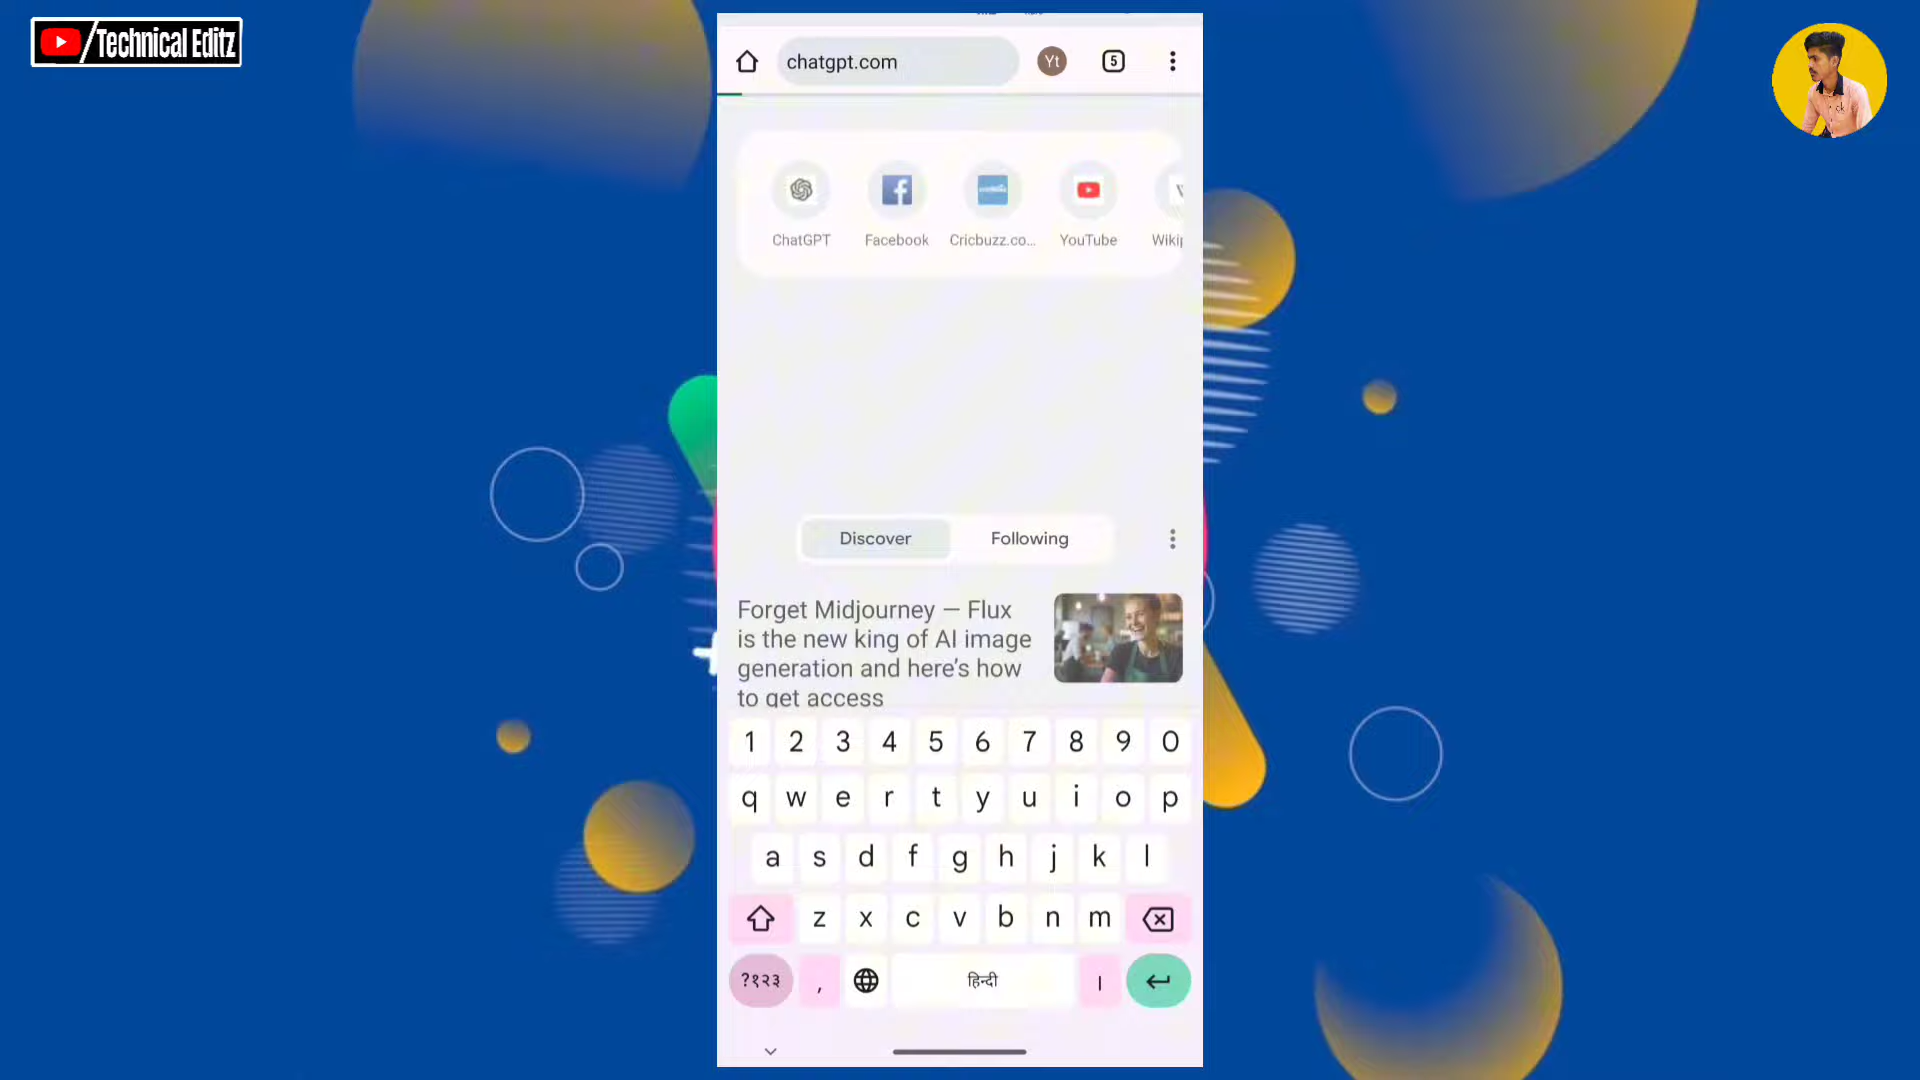 /Technical Editz
chatgpt.com
Yt
5
ChatGPT
Facebook
Cricbuzz.co...
YouTube
Discover
Following
Forget Midjourney — Flux
is the new king of AI image
generation and here’s how
to get access
1 2 3 4 5 6 7 8 9 0
q w e r t y u i o p
a s d f g h j k l
z x c v b n m
?१२३ , हिन्दी ।